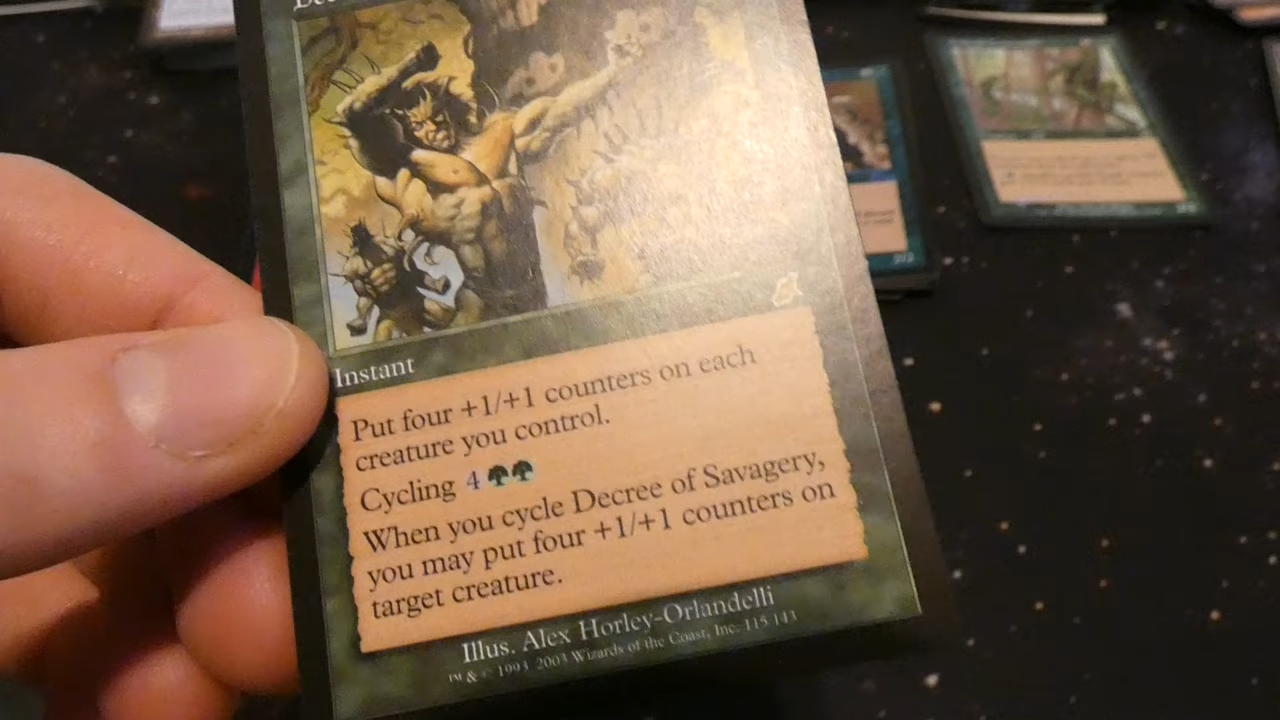 Instant
Put four +1/+1 counters on each
creature you control.
Cycling 4
When you cycle Decree of Savagery,
you may put four +1/+1 counters on
target creature.
Illus. Alex Horley-Orlandelli
™ & © 1993 2003 Wizards of the Coast, Inc. 115 143